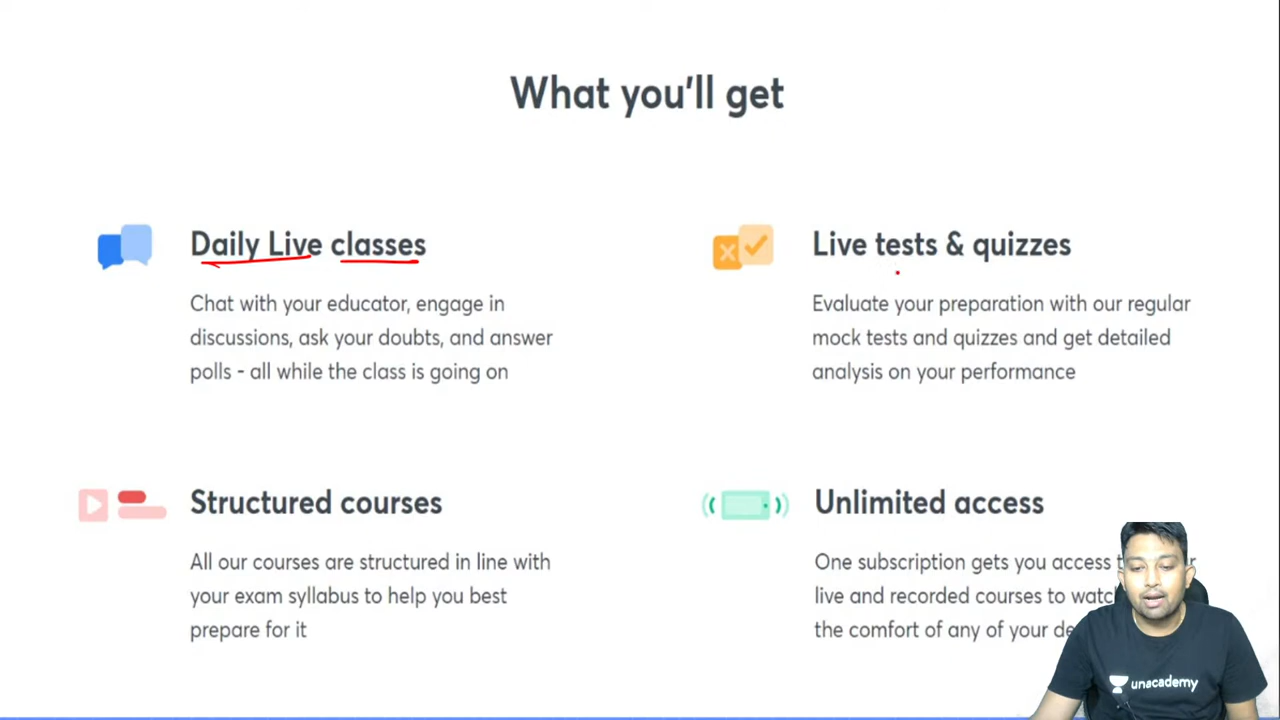 What you'll get
Daily Live classes
Chat with your educator, engage in
discussions, ask your doubts, and answer
polls - all while the class is going on
Live tests & quizzes
Evaluate your preparation with our regular
mock tests and quizzes and get detailed
analysis on your performance
Structured courses
All our courses are structured in line with
your exam syllabus to help you best
prepare for it
Unlimited access
One subscription gets you access
live and recorded courses to
the comfort of any of your
unacademy